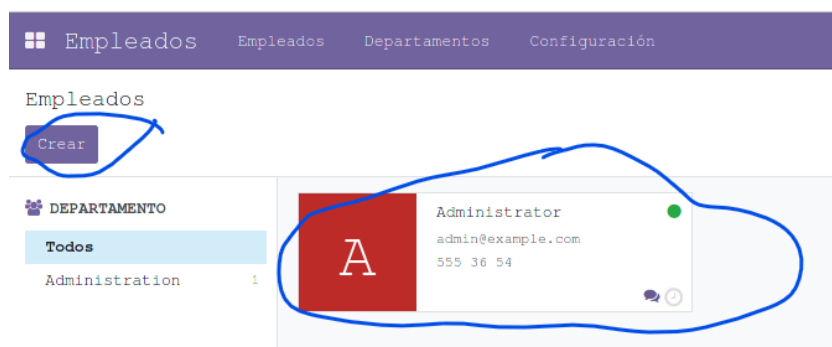 Empleados Empleados Departamentos Configuración
Empleados
Crear
DEPARTAMENTO
Todos
Administration 1
A
Administrator
admin@example.com
555 36 54